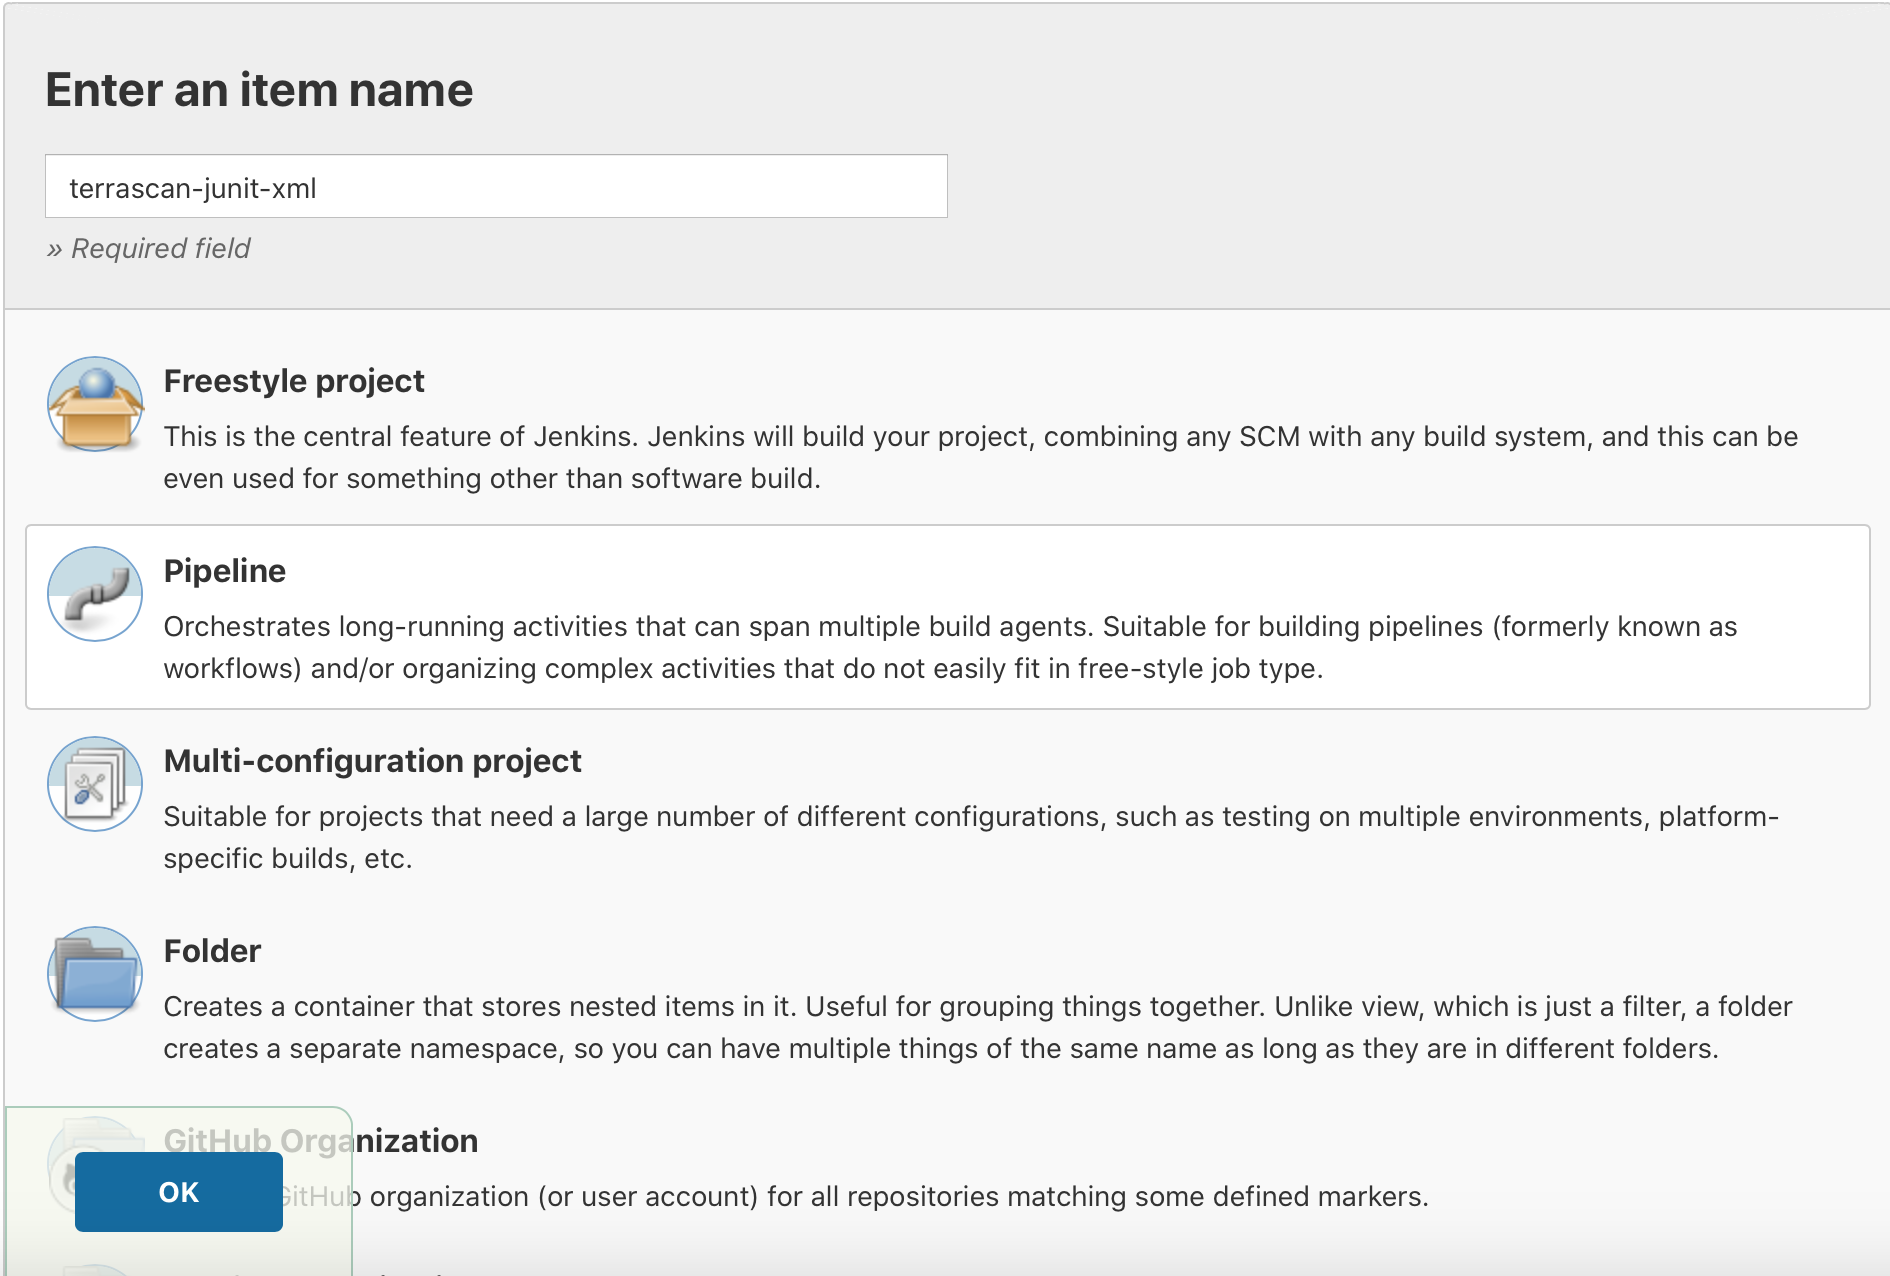 Enter an item name
terrascan-junit-xml
» Required field
Freestyle project
This is the central feature of Jenkins. Jenkins will build your project, combining any SCM with any build system, and this can be
even used for something other than software build.
Pipeline
Orchestrates long-running activities that can span multiple build agents. Suitable for building pipelines (formerly known as
workflows) and/or organizing complex activities that do not easily fit in free-style job type.
Multi-configuration project
Suitable for projects that need a large number of different configurations, such as testing on multiple environments, platform-
specific builds, etc.
Folder
Creates a container that stores nested items in it. Useful for grouping things together. Unlike view, which is just a filter, a folder
creates a separate namespace, so you can have multiple things of the same name as long as they are in different folders.
GitHub Organization
GitHub organization (or user account) for all repositories matching some defined markers.
OK